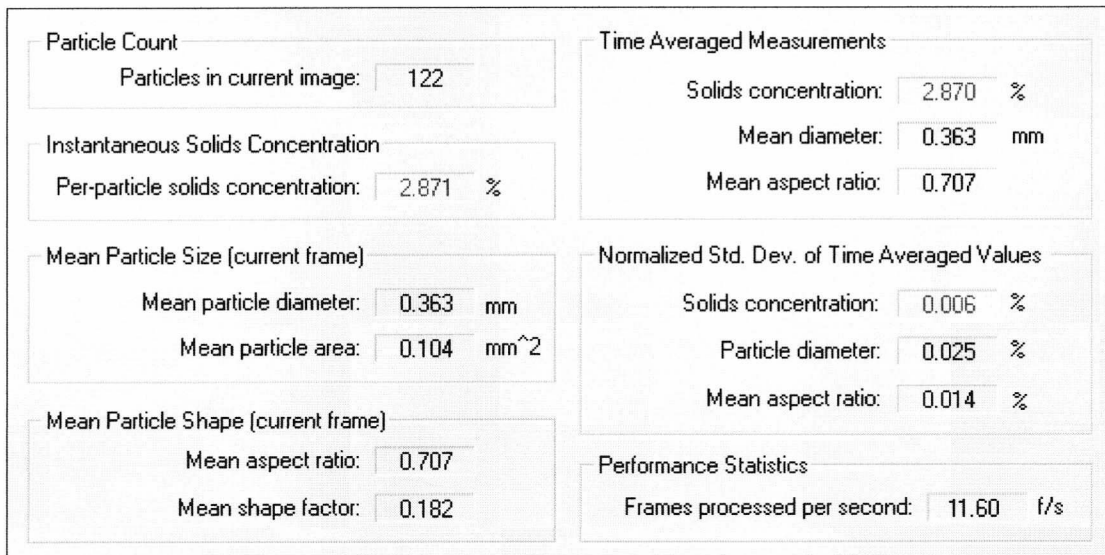 Particle Count
Particles in current image: 122
Instantaneous Solids Concentration
Per-particle solids concentration: 2.871 %
Mean Particle Size (current frame)
Mean particle diameter: 0.363 mm
Mean particle area: 0.104 mm^2
Mean Particle Shape (current frame)
Mean aspect ratio: 0.707
Mean shape factor: 0.182
Time Averaged Measurements
Solids concentration: 2.870 %
Mean diameter: 0.363 mm
Mean aspect ratio: 0.707
Normalized Std. Dev. of Time Averaged Values
Solids concentration: 0.006 %
Particle diameter: 0.025 %
Mean aspect ratio: 0.014 %
Performance Statistics
Frames processed per second: 11.60 f/s